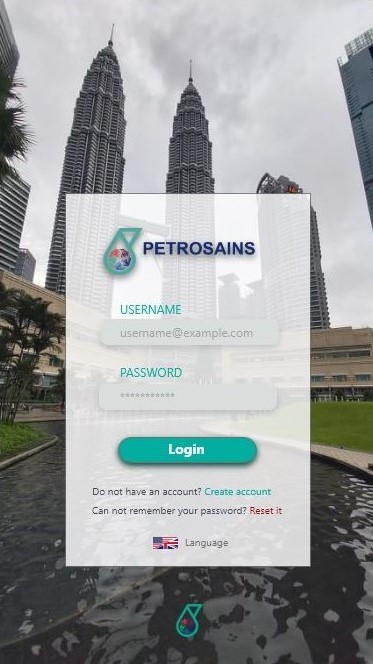 PETROSAINS
USERNAME
username@example.com
PASSWORD
***********
Login
Do not have an account? Create account
Can not remember your password? Reset it
Language